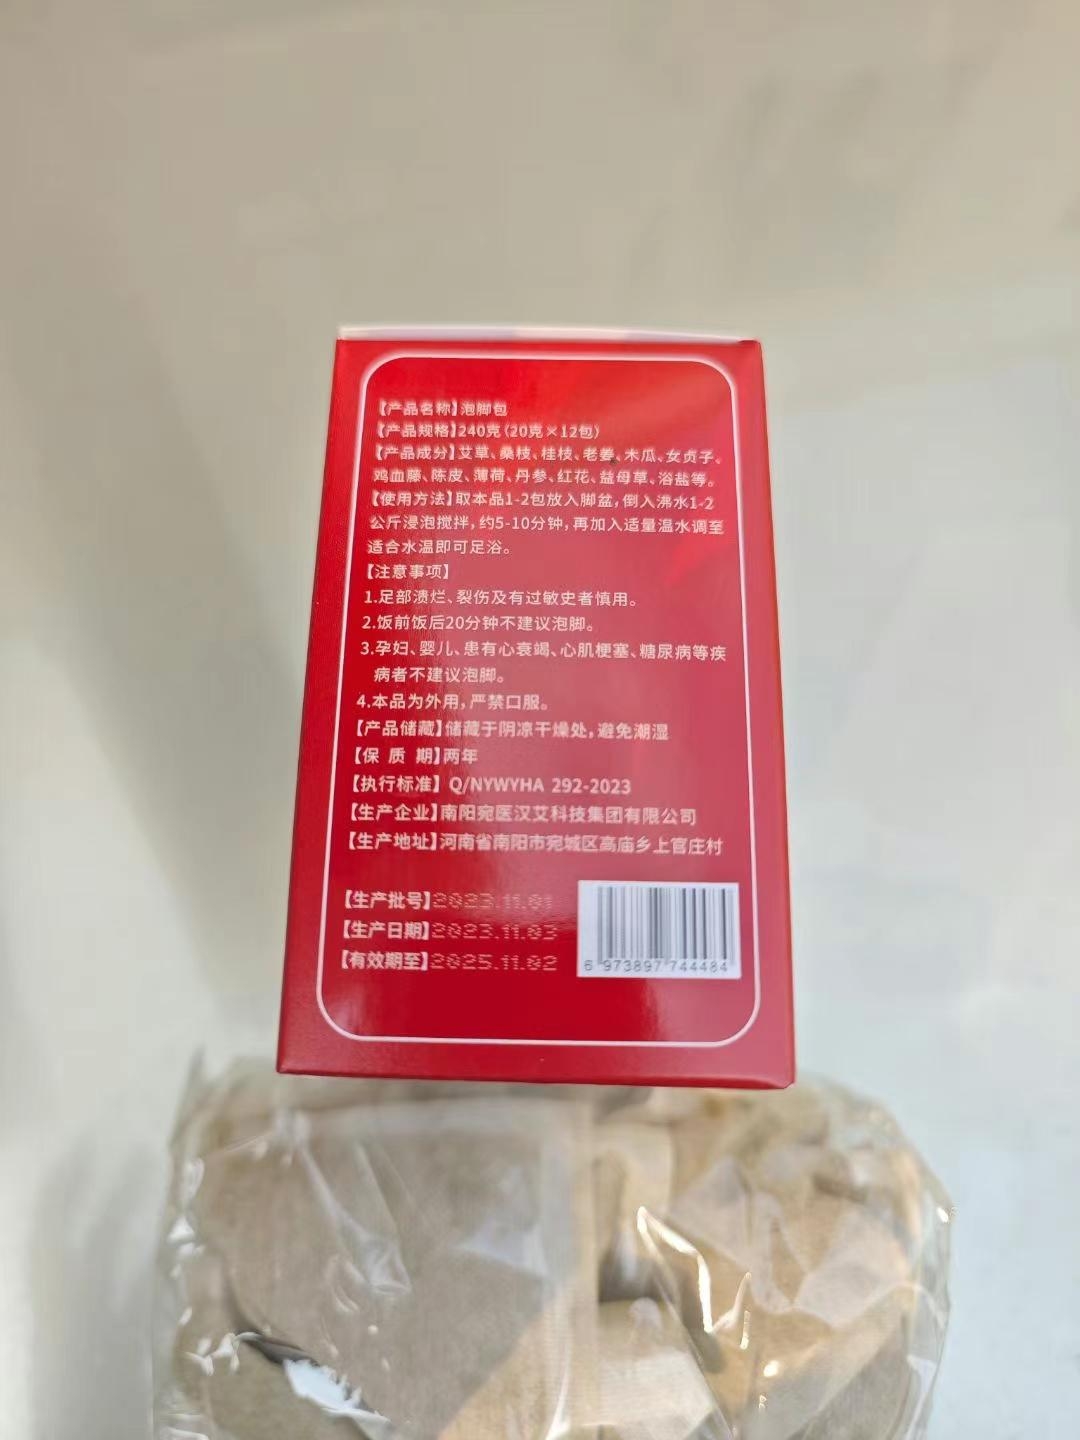 【产品名称】泡脚包
【产品规格】240克(20克×12包)
【产品成分】艾草、桑枝、桂枝、老姜、木瓜、女贞子、
鸡血藤、陈皮、薄荷、丹参、红花、益母草、浴盐等。
【使用方法】取本品1-2包放入脚盆,倒入沸水1-2
公斤浸泡搅拌,约5-10分钟,再加入适量温水调至
适合水温即可足浴。
【注意事项】
1.足部溃烂、裂伤及有过敏史者慎用。
2.饭前饭后20分钟不建议泡脚。
3.孕妇、婴儿、患有心衰竭、心肌梗塞、糖尿病等疾
病者不建议泡脚。
4.本品为外用,严禁口服。
【产品储藏】储藏于阴凉干燥处,避免潮湿
【保 质 期】两年
【执行标准】Q/NYWYHA 292-2023
【生产企业】南阳宛医汉艾科技集团有限公司
【生产地址】河南省南阳市宛城区高庙乡上官庄村
【生产批号】2023.11.01
【生产日期】2023.11.03
【有效期至】2025.11.02
6 973897 744484